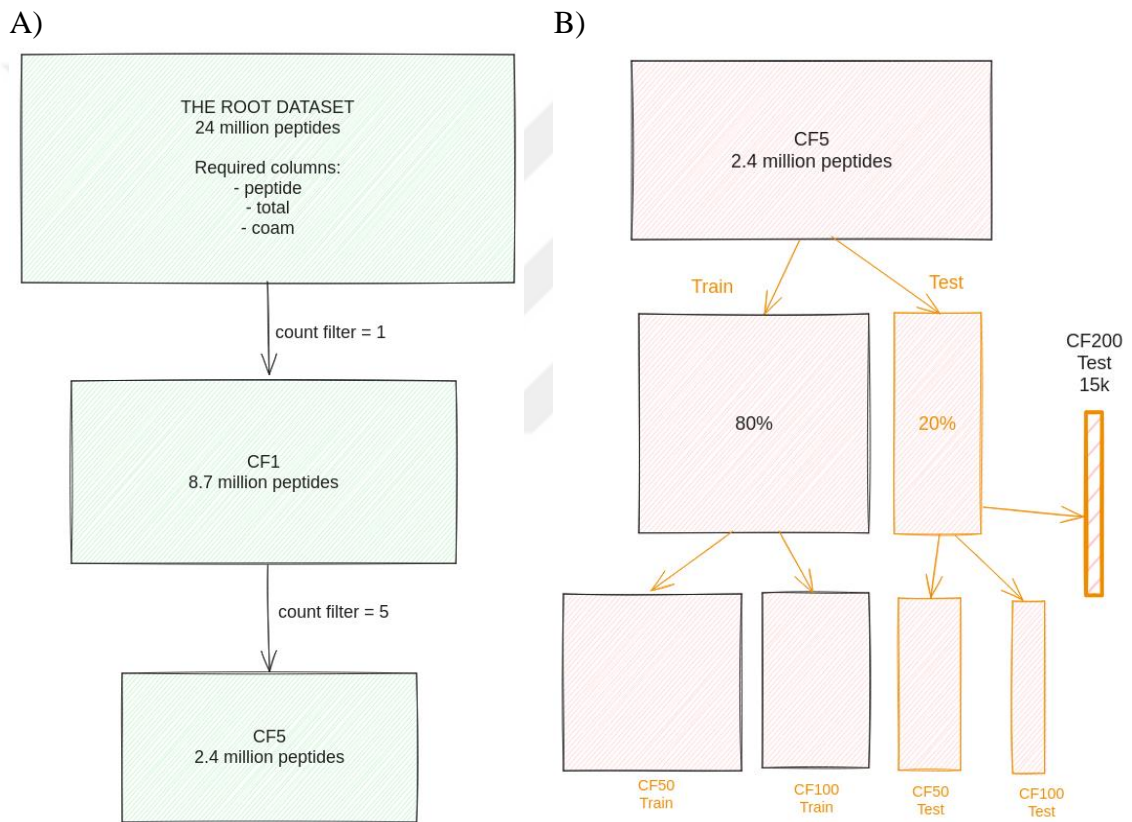 A)
THE ROOT DATASET
24 million peptides
Required columns:
- peptide
- total
- coam
count filter = 1
CF1
8.7 million peptides
count filter = 5
CF5
2.4 million peptides
B)
CF5
2.4 million peptides
Train
Test
80%
20%
CF200
Test
15k
CF50
Train
CF100
Train
CF50
Test
CF100
Test